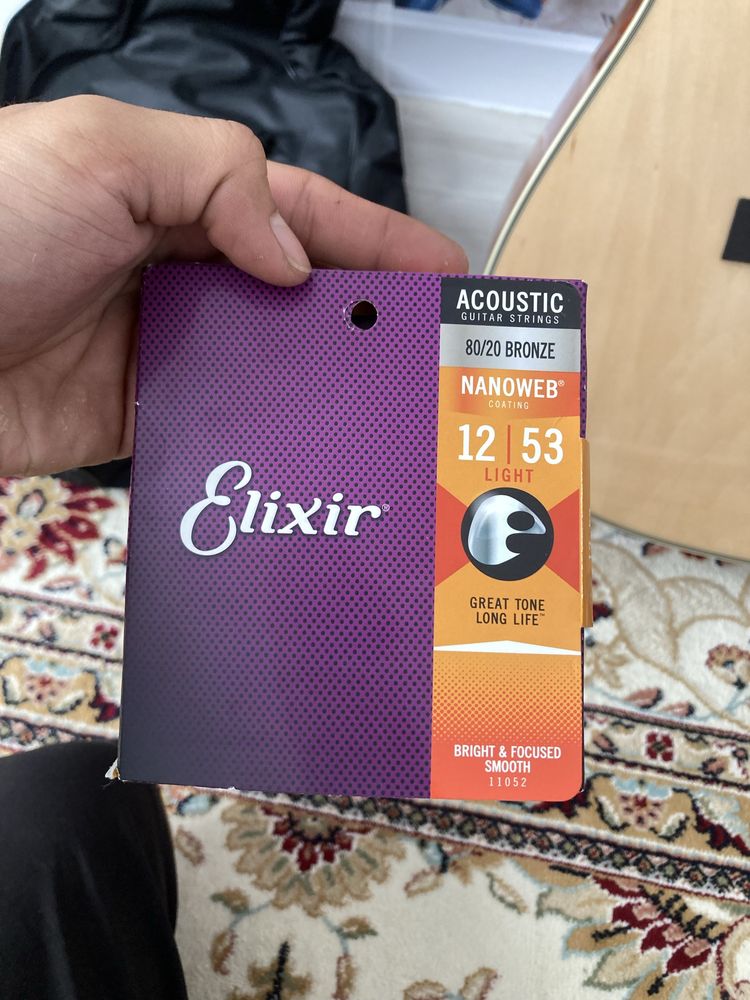 Elixir®
ACOUSTIC
GUITAR STRINGS
80/20 BRONZE
NANOWEB®
COATING
12 | 53
LIGHT
GREAT TONE
LONG LIFE™
BRIGHT & FOCUSED
SMOOTH
11052